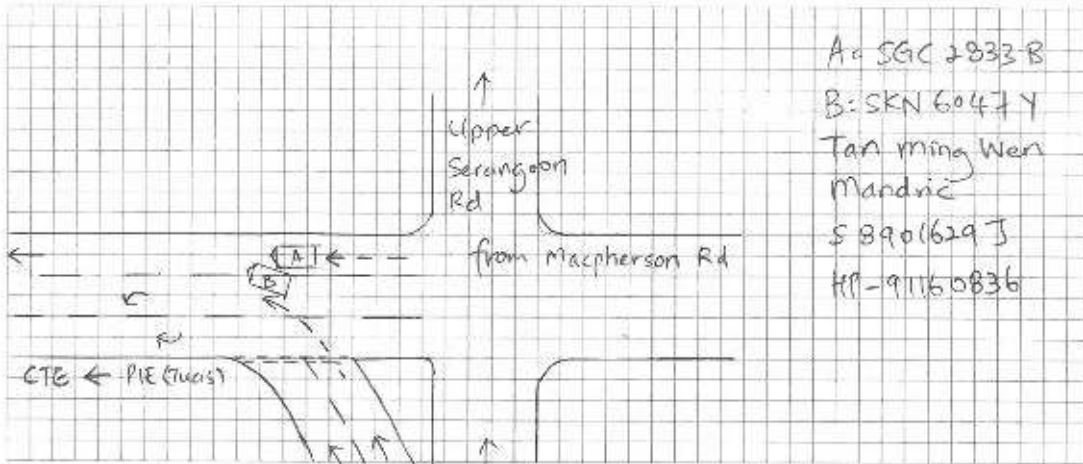 A: SGC 2833 B
B: SKN 6047 Y
Tan Ming Wen
Mandric
S 8901629 J
HP-91160836
Upper
Serangoon
Rd
from Macpherson Rd
A
B
CTE ← PIE (Tuas)